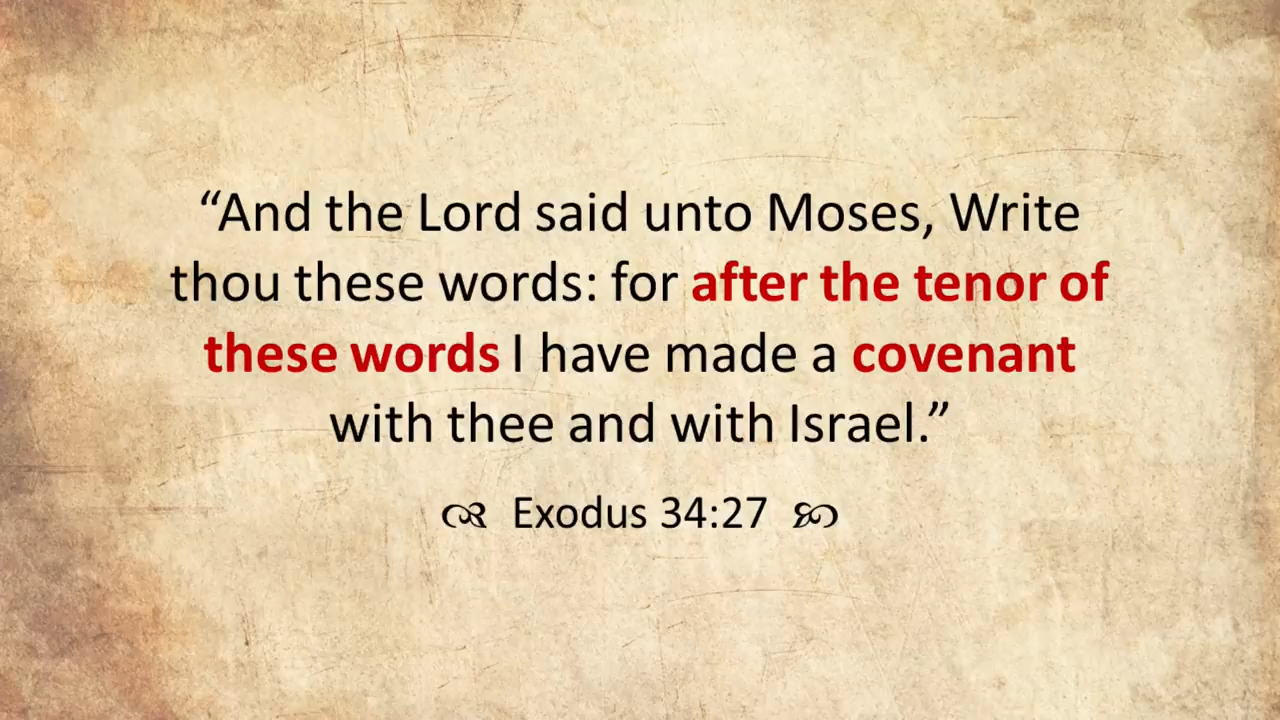 “And the Lord said unto Moses, Write
thou these words: for after the tenor of
these words I have made a covenant
with thee and with Israel.”
Exodus 34:27